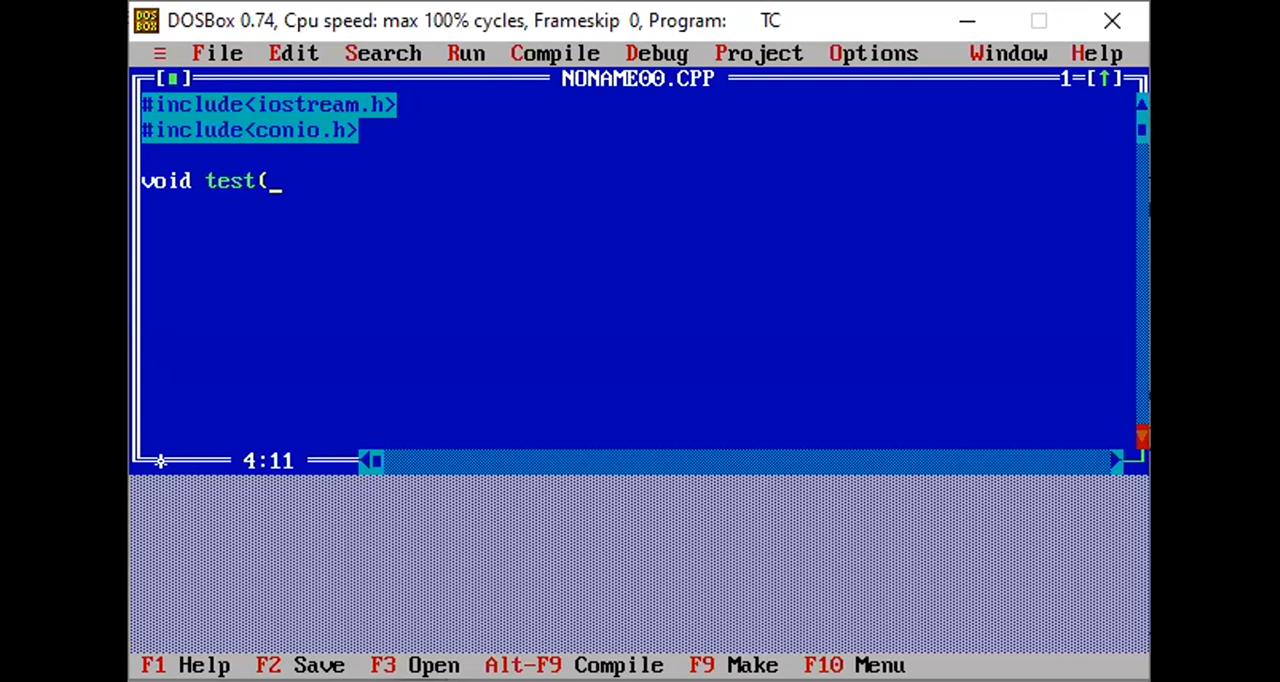 DOSBox 0.74, Cpu speed: max 100% cycles, Frameskip 0, Program: TC
≡ File Edit Search Run Compile Debug Project Options Window Help
[■] NONAME00.CPP 1=[↑]
#include<iostream.h>
#include<conio.h>
void test(_
4:11
F1 Help F2 Save F3 Open Alt-F9 Compile F9 Make F10 Menu